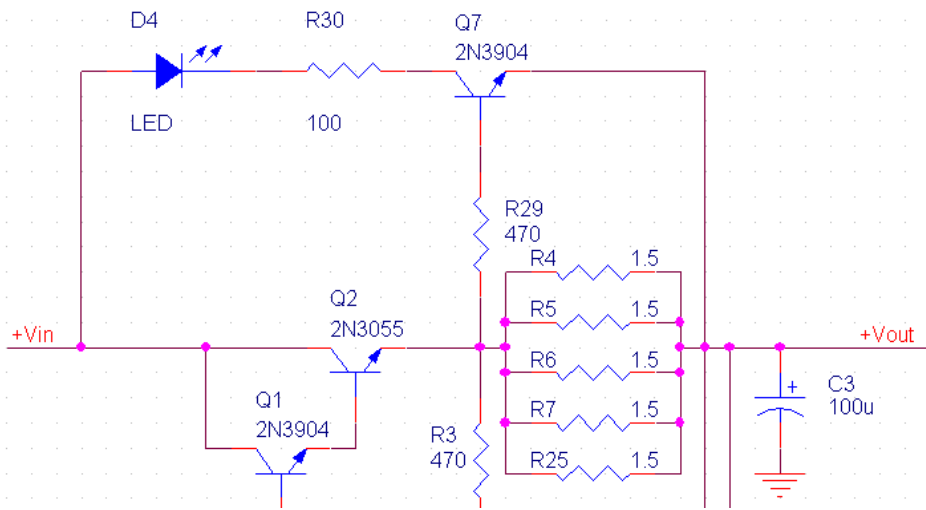 D4
R30
Q7
2N3904
LED
100
R29
470
R4 1.5
R5 1.5
Q2
2N3055
+Vin
+Vout
R6 1.5
C3
100u
+
Q1
2N3904
R7 1.5
R3
470
R25 1.5